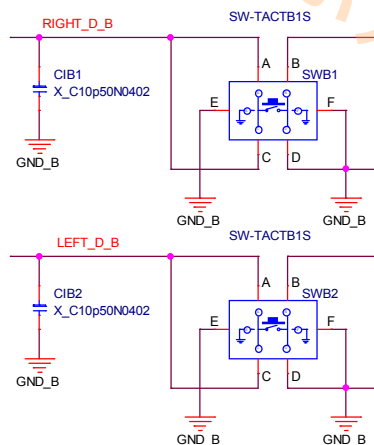 RIGHT_D_B
SW-TACTB1S
A
B
SWB1
CIB1
X_C10p50N0402
E
F
C
D
GND_B
GND_B
GND_B
LEFT_D_B
SW-TACTB1S
A
B
SWB2
CIB2
X_C10p50N0402
E
F
C
D
GND_B
GND_B
GND_B